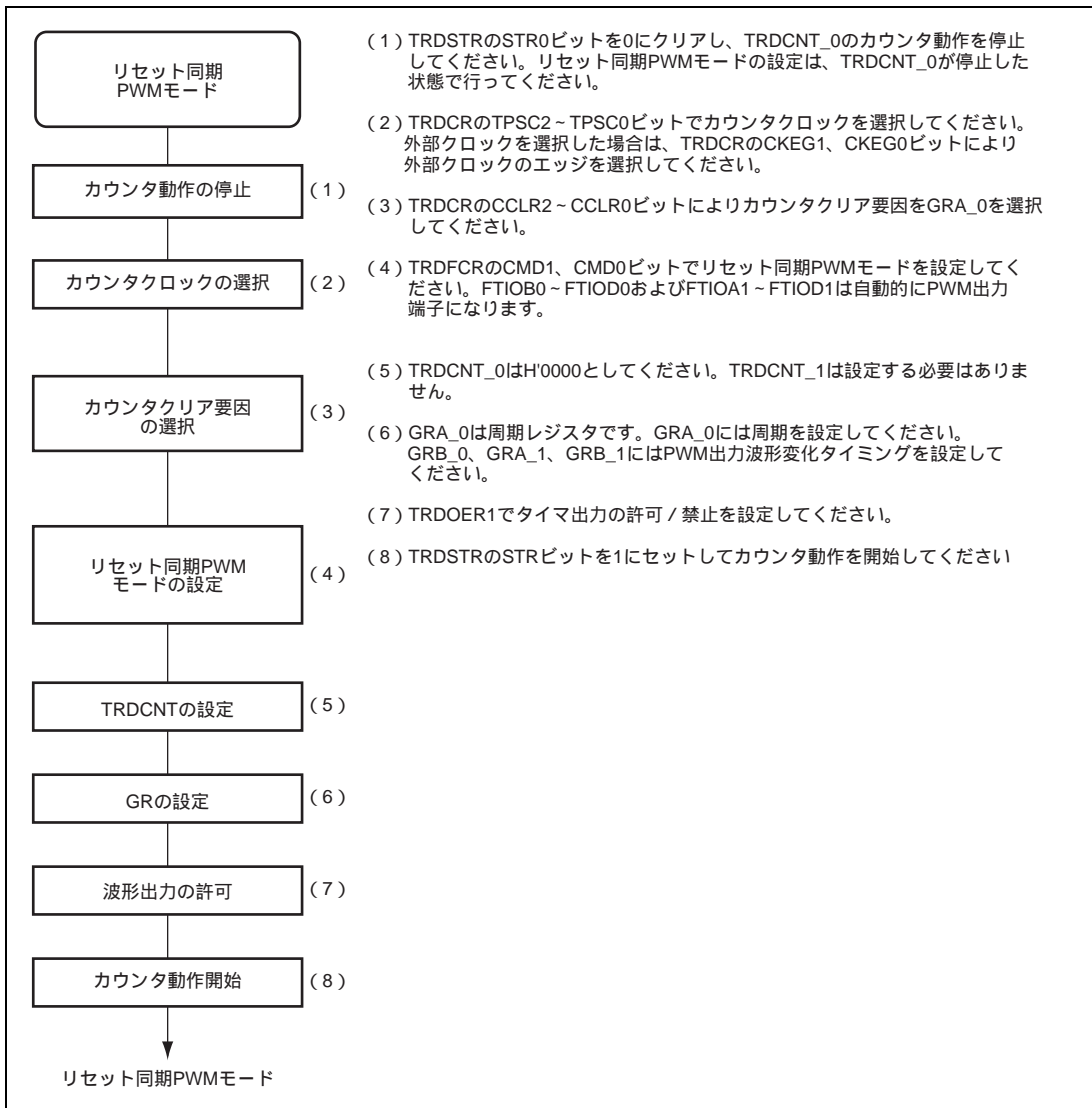 リセット同期
PWMモード
カウンタ動作の停止
(1)
カウンタクロックの選択
(2)
カウンタクリア要因
の選択
(3)
リセット同期PWM
モードの設定
(4)
TRDCNTの設定
(5)
GRの設定
(6)
波形出力の許可
(7)
カウンタ動作開始
(8)
リセット同期PWMモード
(1)TRDSTRのSTR0ビットを0にクリアし、TRDCNT_0のカウンタ動作を停止
してください。リセット同期PWMモードの設定は、TRDCNT_0が停止した
状態で行ってください。
(2)TRDCRのTPSC2~TPSC0ビットでカウンタクロックを選択してください。
外部クロックを選択した場合は、TRDCRのCKEG1、CKEG0ビットにより
外部クロックのエッジを選択してください。
(3)TRDCRのCCLR2~CCLR0ビットによりカウンタクリア要因をGRA_0を選択
してください。
(4)TRDFCRのCMD1、CMD0ビットでリセット同期PWMモードを設定してく
ださい。FTIOB0~FTIOD0およびFTIOA1~FTIOD1は自動的にPWM出力
端子になります。
(5)TRDCNT_0はH'0000としてください。TRDCNT_1は設定する必要はありま
せん。
(6)GRA_0は周期レジスタです。GRA_0には周期を設定してください。
GRB_0、GRA_1、GRB_1にはPWM出力波形変化タイミングを設定して
ください。
(7)TRDOER1でタイマ出力の許可/禁止を設定してください。
(8)TRDSTRのSTRビットを1にセットしてカウンタ動作を開始してください